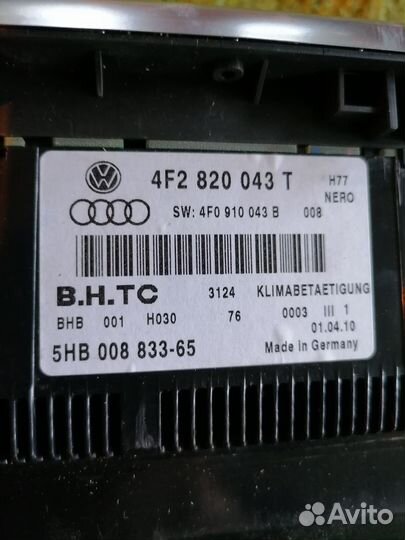 4F2 820 043 T H77
NERO
SW: 4F0 910 043 B 008
B.H.TC 3124 KLIMABETAETIGUNG
BHB 001 H030 76 0003 III 1
01.04.10
5HB 008 833-65 Made in Germany
Avito